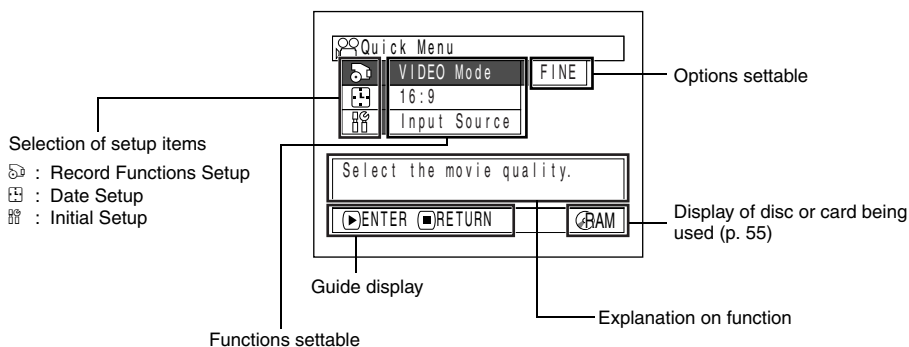 Quick Menu
VIDEO Mode
FINE
16:9
Input Source
Select the movie quality.
ENTER RETURN
RAM
Options settable
Selection of setup items
: Record Functions Setup
: Date Setup
: Initial Setup
Display of disc or card being
used (p. 55)
Guide display
Explanation on function
Functions settable